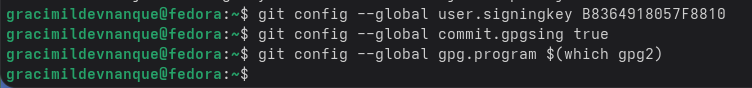 gracimildevnanque@fedora:~$ git config --global user.signingkey B8364918057F8810
gracimildevnanque@fedora:~$ git config --global commit.gpgsing true
gracimildevnanque@fedora:~$ git config --global gpg.program $(which gpg2)
gracimildevnanque@fedora:~$